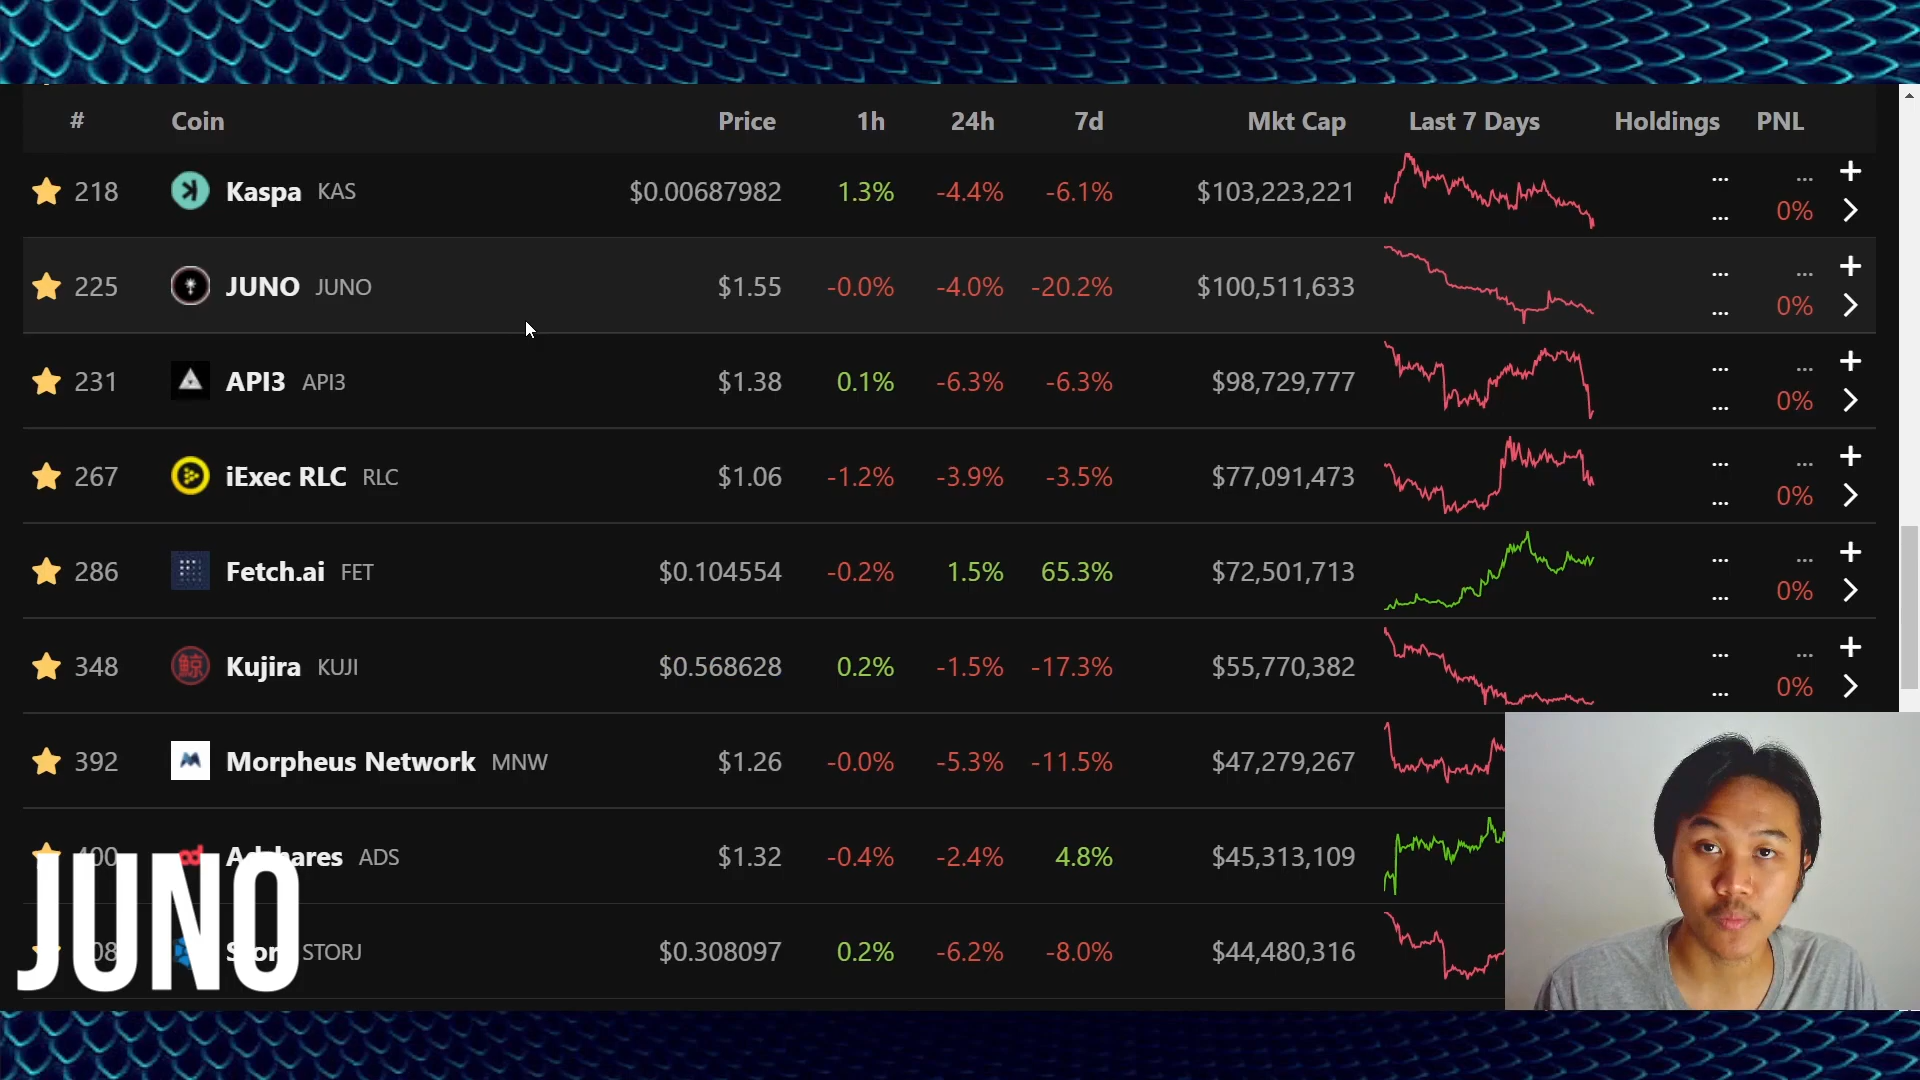 # Coin Price 1h 24h 7d Mkt Cap Last 7 Days Holdings PNL
218 Kaspa KAS $0.00687982 1.3% -4.4% -6.1% $103,223,221 ... ...
... 0%
225 JUNO JUNO $1.55 -0.0% -4.0% -20.2% $100,511,633 ... ...
... 0%
231 API3 API3 $1.38 0.1% -6.3% -6.3% $98,729,777 ... ...
... 0%
267 iExec RLC RLC $1.06 -1.2% -3.9% -3.5% $77,091,473 ... ...
... 0%
286 Fetch.ai FET $0.104554 -0.2% 1.5% 65.3% $72,501,713 ... ...
... 0%
348 鯨 Kujira KUJI $0.568628 0.2% -1.5% -17.3% $55,770,382 ... ...
... 0%
392 Morpheus Network MNW $1.26 -0.0% -5.3% -11.5% $47,279,267
ADS $1.32 -0.4% -2.4% 4.8% $45,313,109
STORJ $0.308097 0.2% -6.2% -8.0% $44,480,316
JUNO